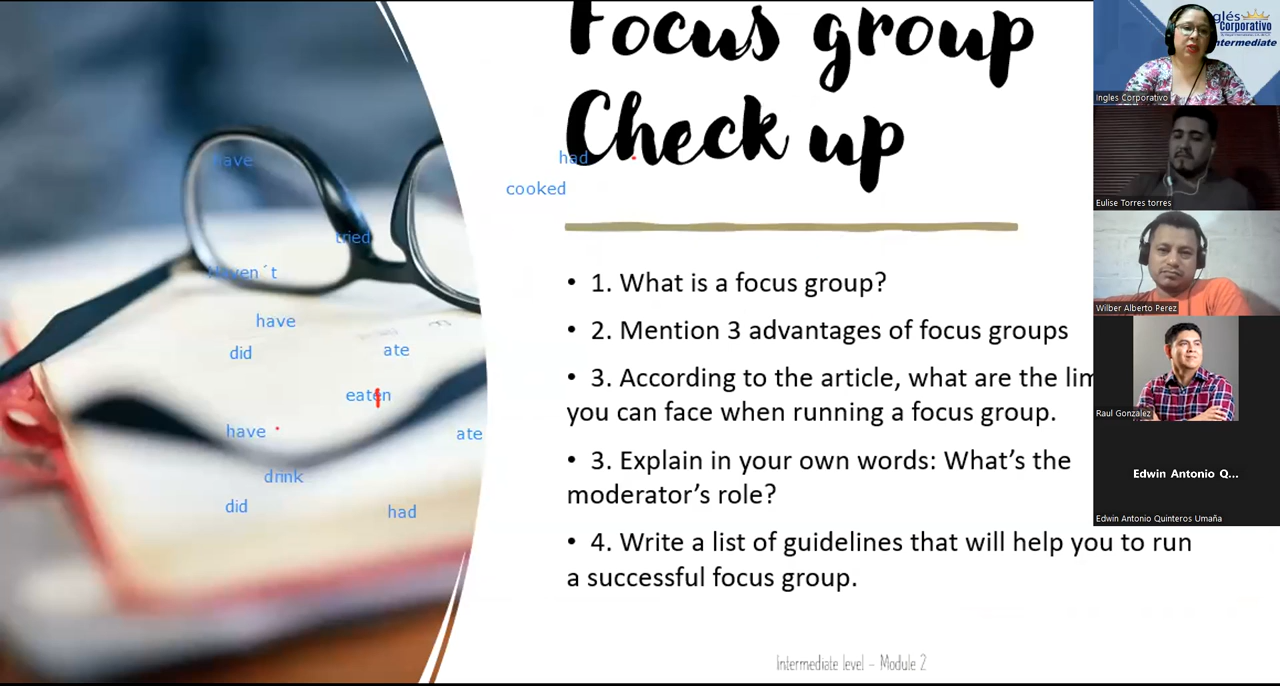 Focus group
Check up
have
had
cooked
tried
Haven´t
have
did
ate
eaten
have
ate
drink
did
had
• 1. What is a focus group?
• 2. Mention 3 advantages of focus groups
• 3. According to the article, what are the lim
you can face when running a focus group.
• 3. Explain in your own words: What's the
moderator's role?
• 4. Write a list of guidelines that will help you to run
a successful focus group.
Intermediate level – Module 2
glés
Corporativo
Intermediate
Ingles Corporativo
Eulise Torres torres
Wilber Alberto Perez
Raul Gonzalez
Edwin Antonio Q...
Edwin Antonio Quinteros Umaña